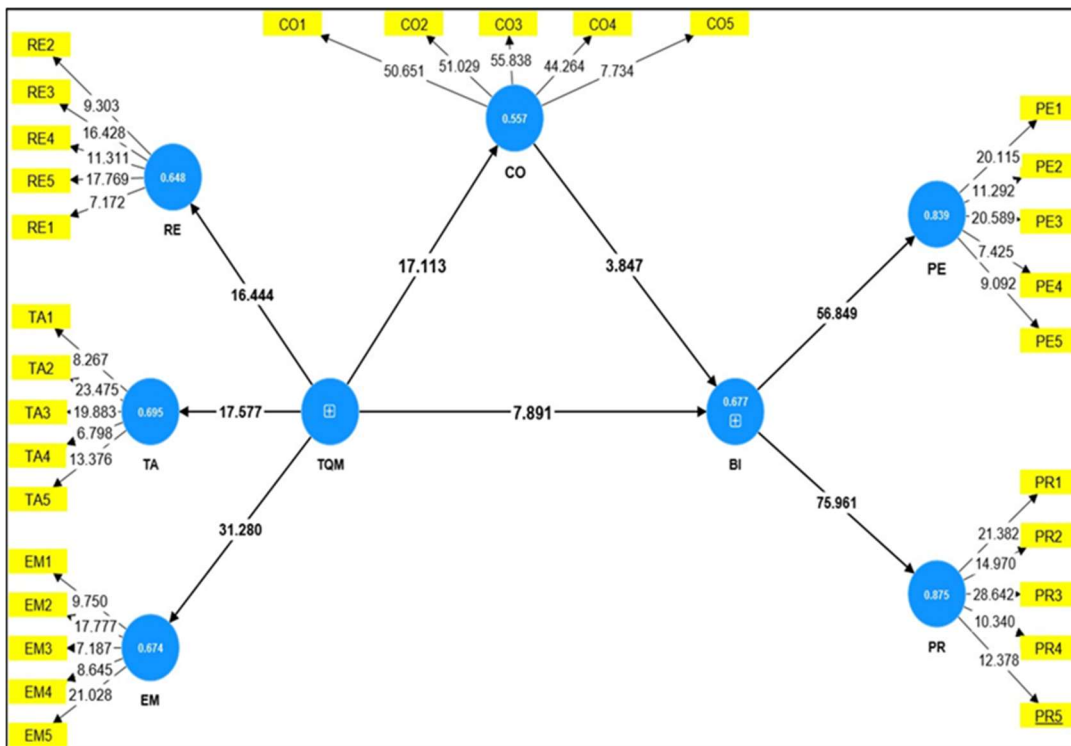 CO1
CO2
CO3
CO4
CO5
50.651
51.029
55.838
44.264
7.734
0.557
CO
RE2
RE3
RE4
RE5
RE1
9.303
16.428
11.311
17.769
7.172
0.648
RE
TA1
TA2
TA3
TA4
TA5
8.267
23.475
19.883
6.798
13.376
0.695
TA
EM1
EM2
EM3
EM4
EM5
9.750
17.777
7.187
8.645
21.028
0.674
EM
16.444
17.577
31.280
17.113
TQM
7.891
3.847
0.677
BI
56.849
75.961
0.839
PE
20.115
11.292
20.589
7.425
9.092
PE1
PE2
PE3
PE4
PE5
0.875
PR
21.382
14.970
28.642
10.340
12.378
PR1
PR2
PR3
PR4
PR5